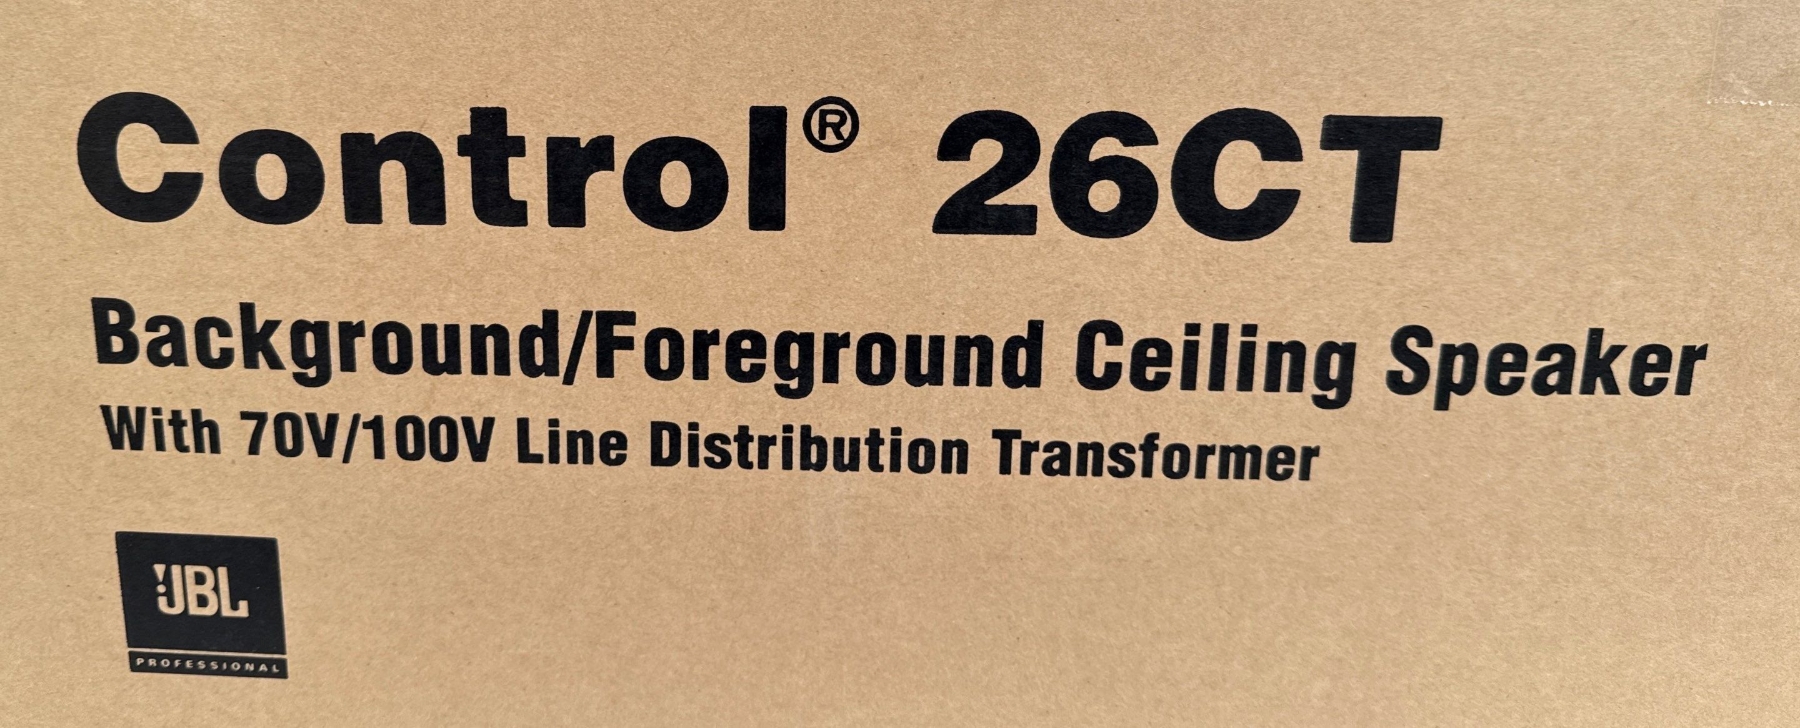 Control® 26CT
Background/Foreground Ceiling Speaker
With 70V/100V Line Distribution Transformer
JBL
PROFESSIONAL